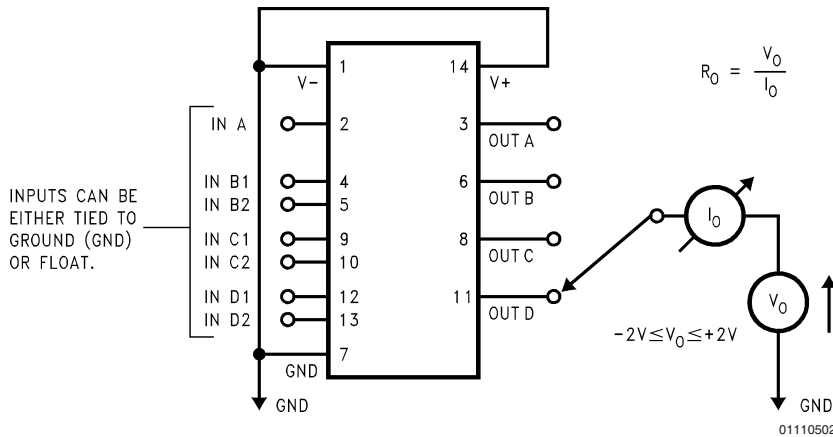 1
14
V-
V+
R₀ = V₀ / I₀
IN A
2
3
OUT A
IN B1
4
6
OUT B
IN B2
5
INPUTS CAN BE
EITHER TIED TO
GROUND (GND)
OR FLOAT.
IN C1
9
8
OUT C
IN C2
10
IN D1
12
11
OUT D
IN D2
13
I₀
V₀
-2V≤V₀≤+2V
7
GND
GND
GND
01110502